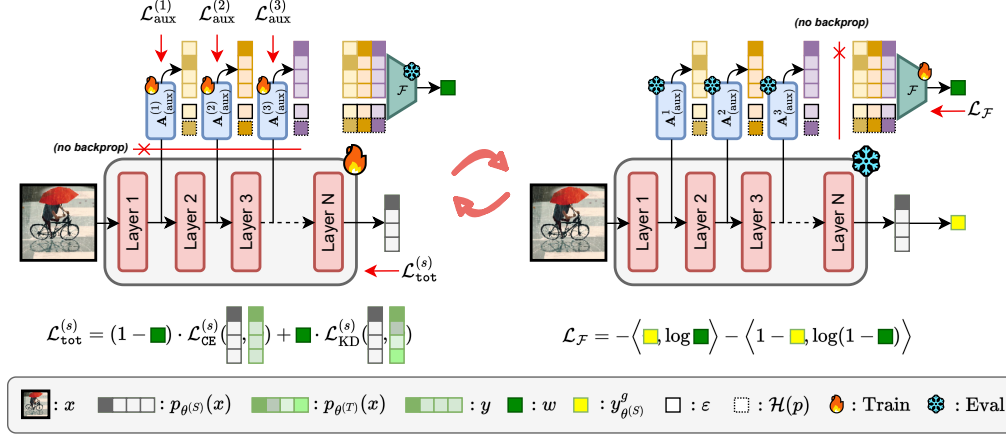 ℒ_aux^(1) ℒ_aux^(2) ℒ_aux^(3)
A_(aux)^(1) A_(aux)^(2) A_(aux)^(3) ℱ
(no backprop)
Layer 1 Layer 2 Layer 3 Layer N
ℒ_tot^(s)
ℒ_tot^(s) = (1 − ) · ℒ_CE^(s)( , ) + · ℒ_KD^(s)( , )
(no backprop)
A_(aux)^1 A_(aux)^2 A_(aux)^3 ℱ
ℒ_ℱ
Layer 1 Layer 2 Layer 3 Layer N
ℒ_ℱ = −⟨ , log ⟩ − ⟨1 − , log(1 − )⟩
: x : p_θ^(S)(x) : p_θ^(T)(x) : y : w : y^g_θ^(S) : ε : ℋ(p) : Train : Eval